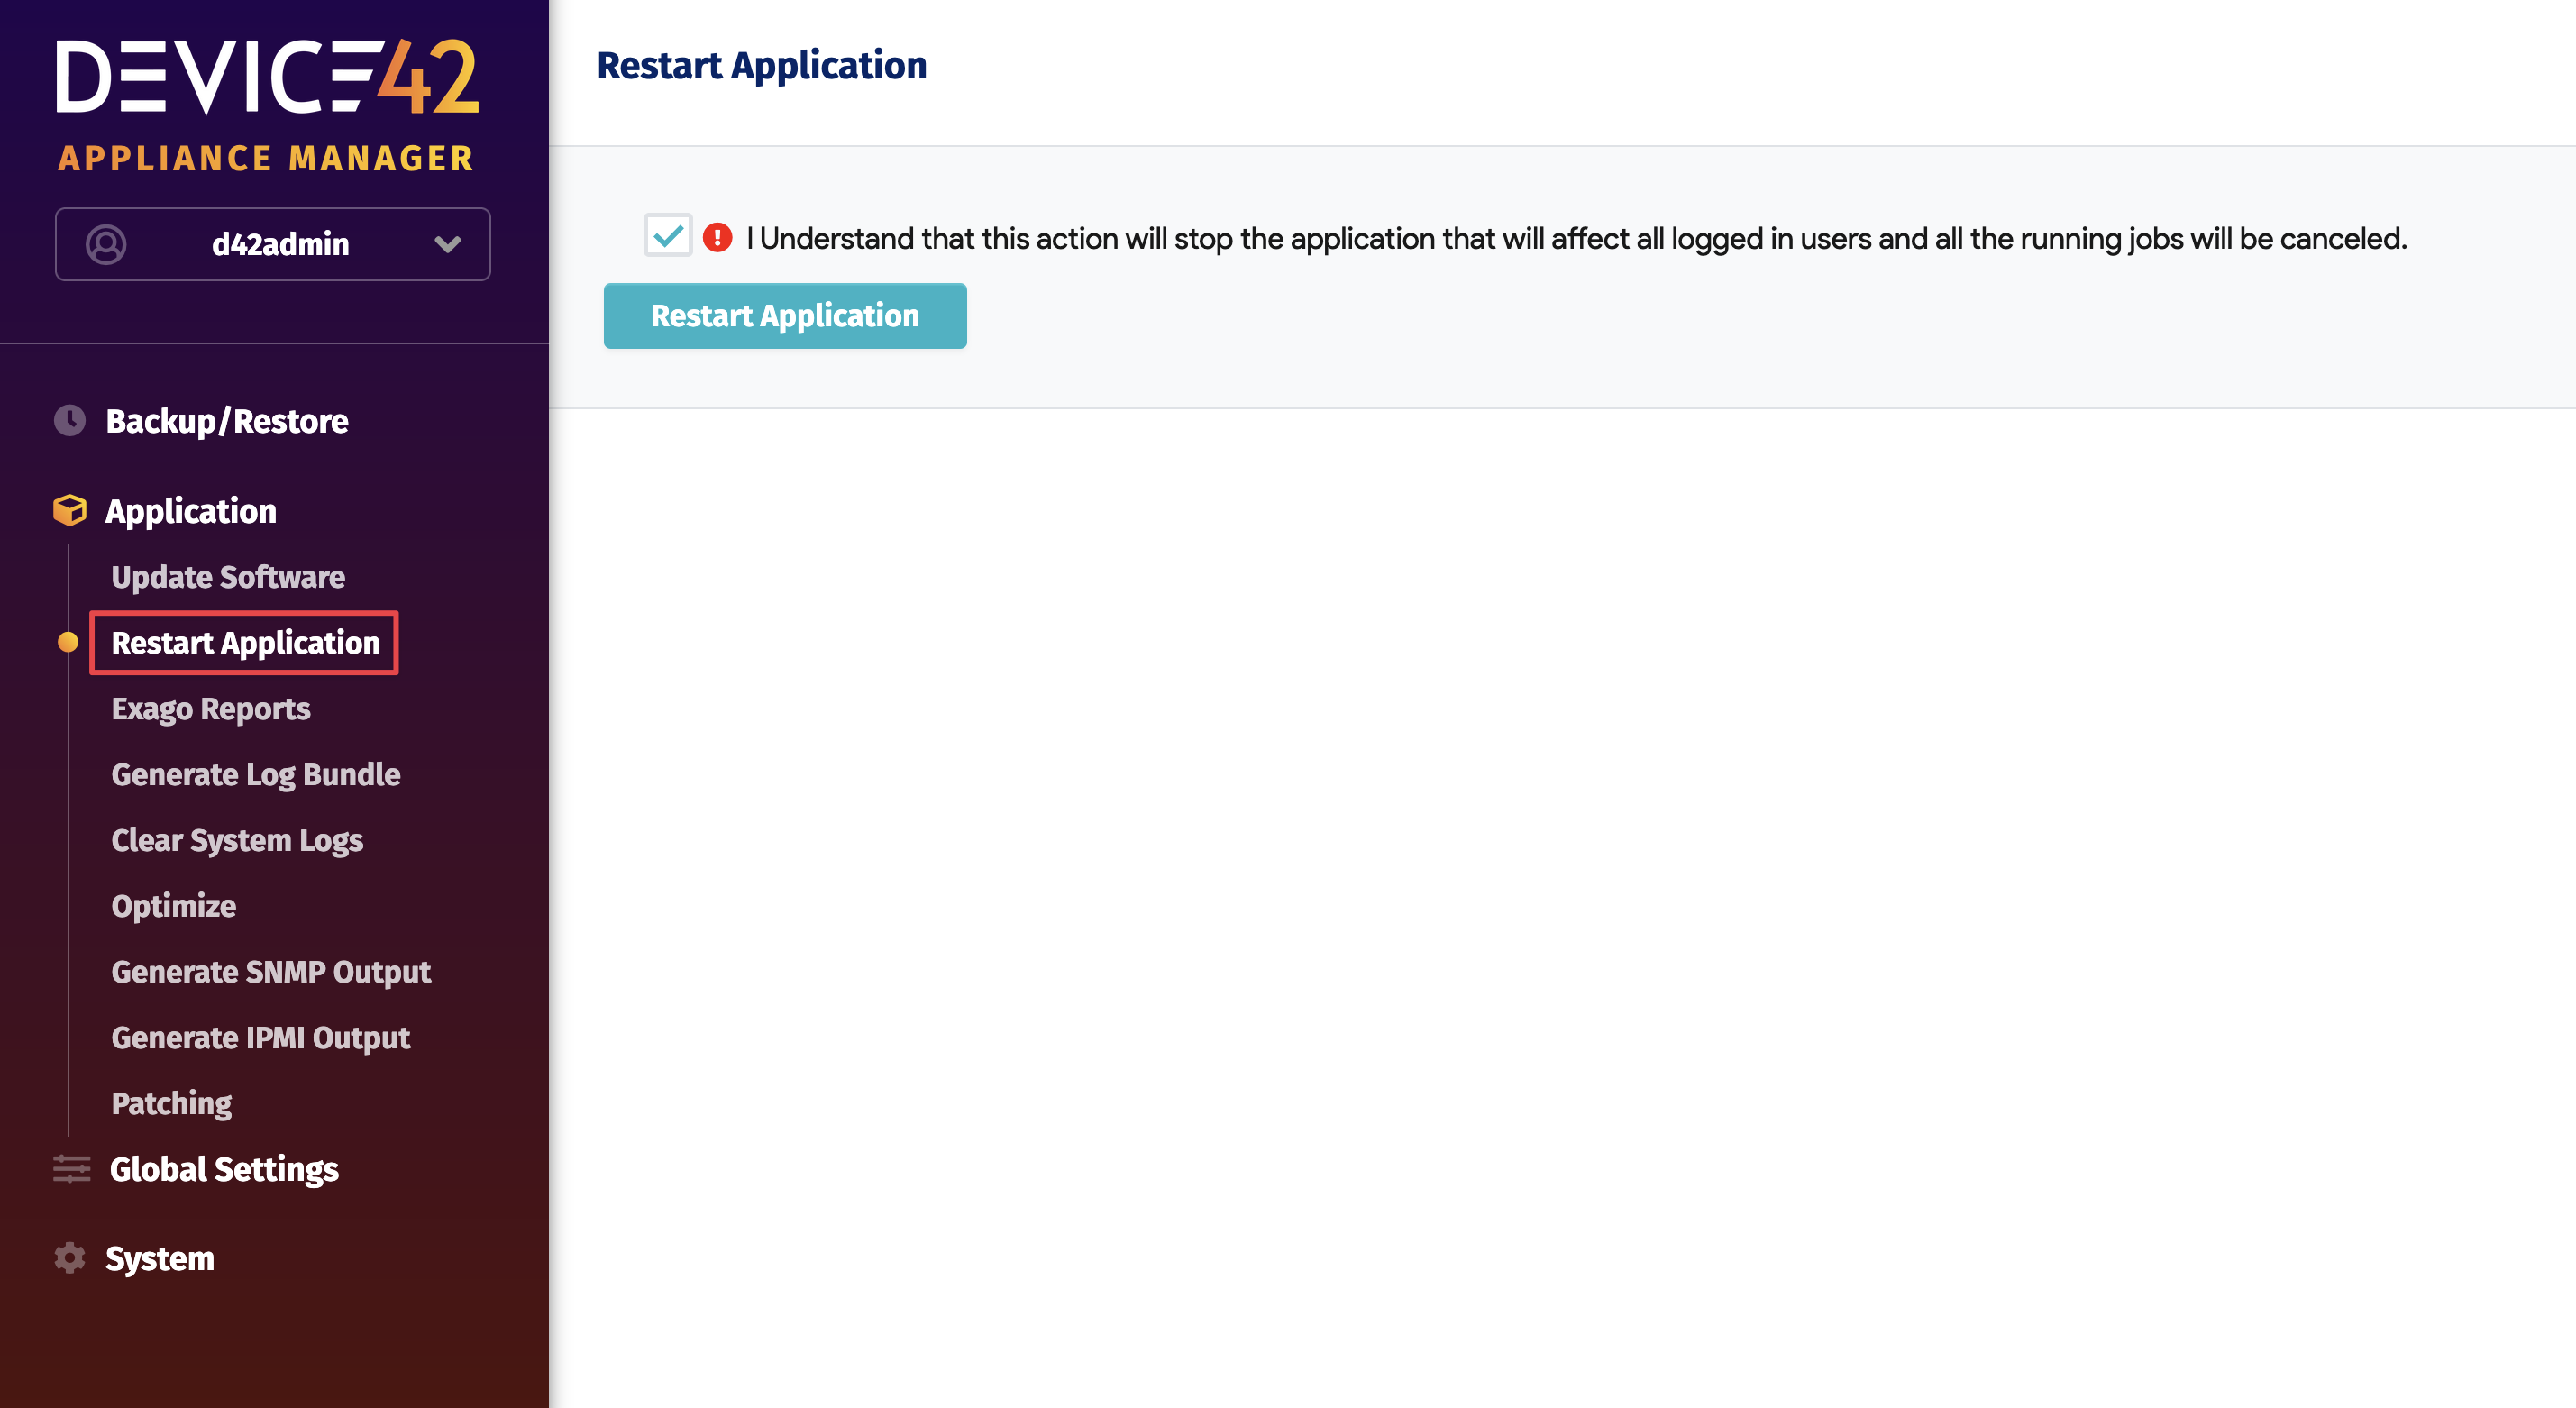 DEVICE42
APPLIANCE MANAGER
d42admin
Backup/Restore
Application
Update Software
Restart Application
Exago Reports
Generate Log Bundle
Clear System Logs
Optimize
Generate SNMP Output
Generate IPMI Output
Patching
Global Settings
System
Restart Application
I Understand that this action will stop the application that will affect all logged in users and all the running jobs will be canceled.
Restart Application